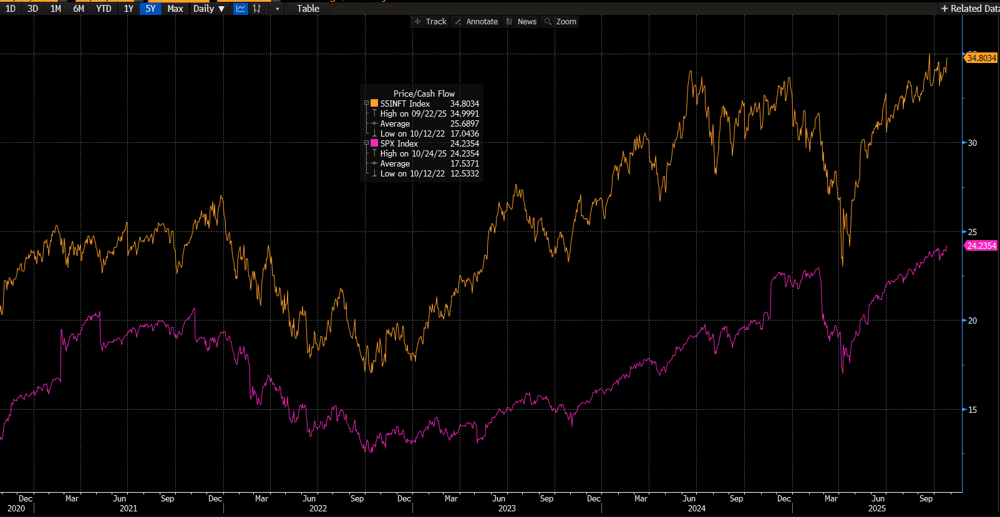 1D 3D 1M 6M YTD 1Y 5Y Max Daily ▼ Table + Related Data
Track Annotate News Zoom
34.8034
Price/Cash Flow
S5INFT Index 34.8034
High on 09/22/25 34.9991
Average 25.6897
Low on 10/12/22 17.0436
SPX Index 24.2354
High on 10/24/25 24.2354
Average 17.5371
Low on 10/12/22 12.5332
30
25
24.2354
20
15
Dec Mar Jun Sep Dec Mar Jun Sep Dec Mar Jun Sep Dec Mar Jun Sep Dec Mar Jun Sep
2020 2021 2022 2023 2024 2025